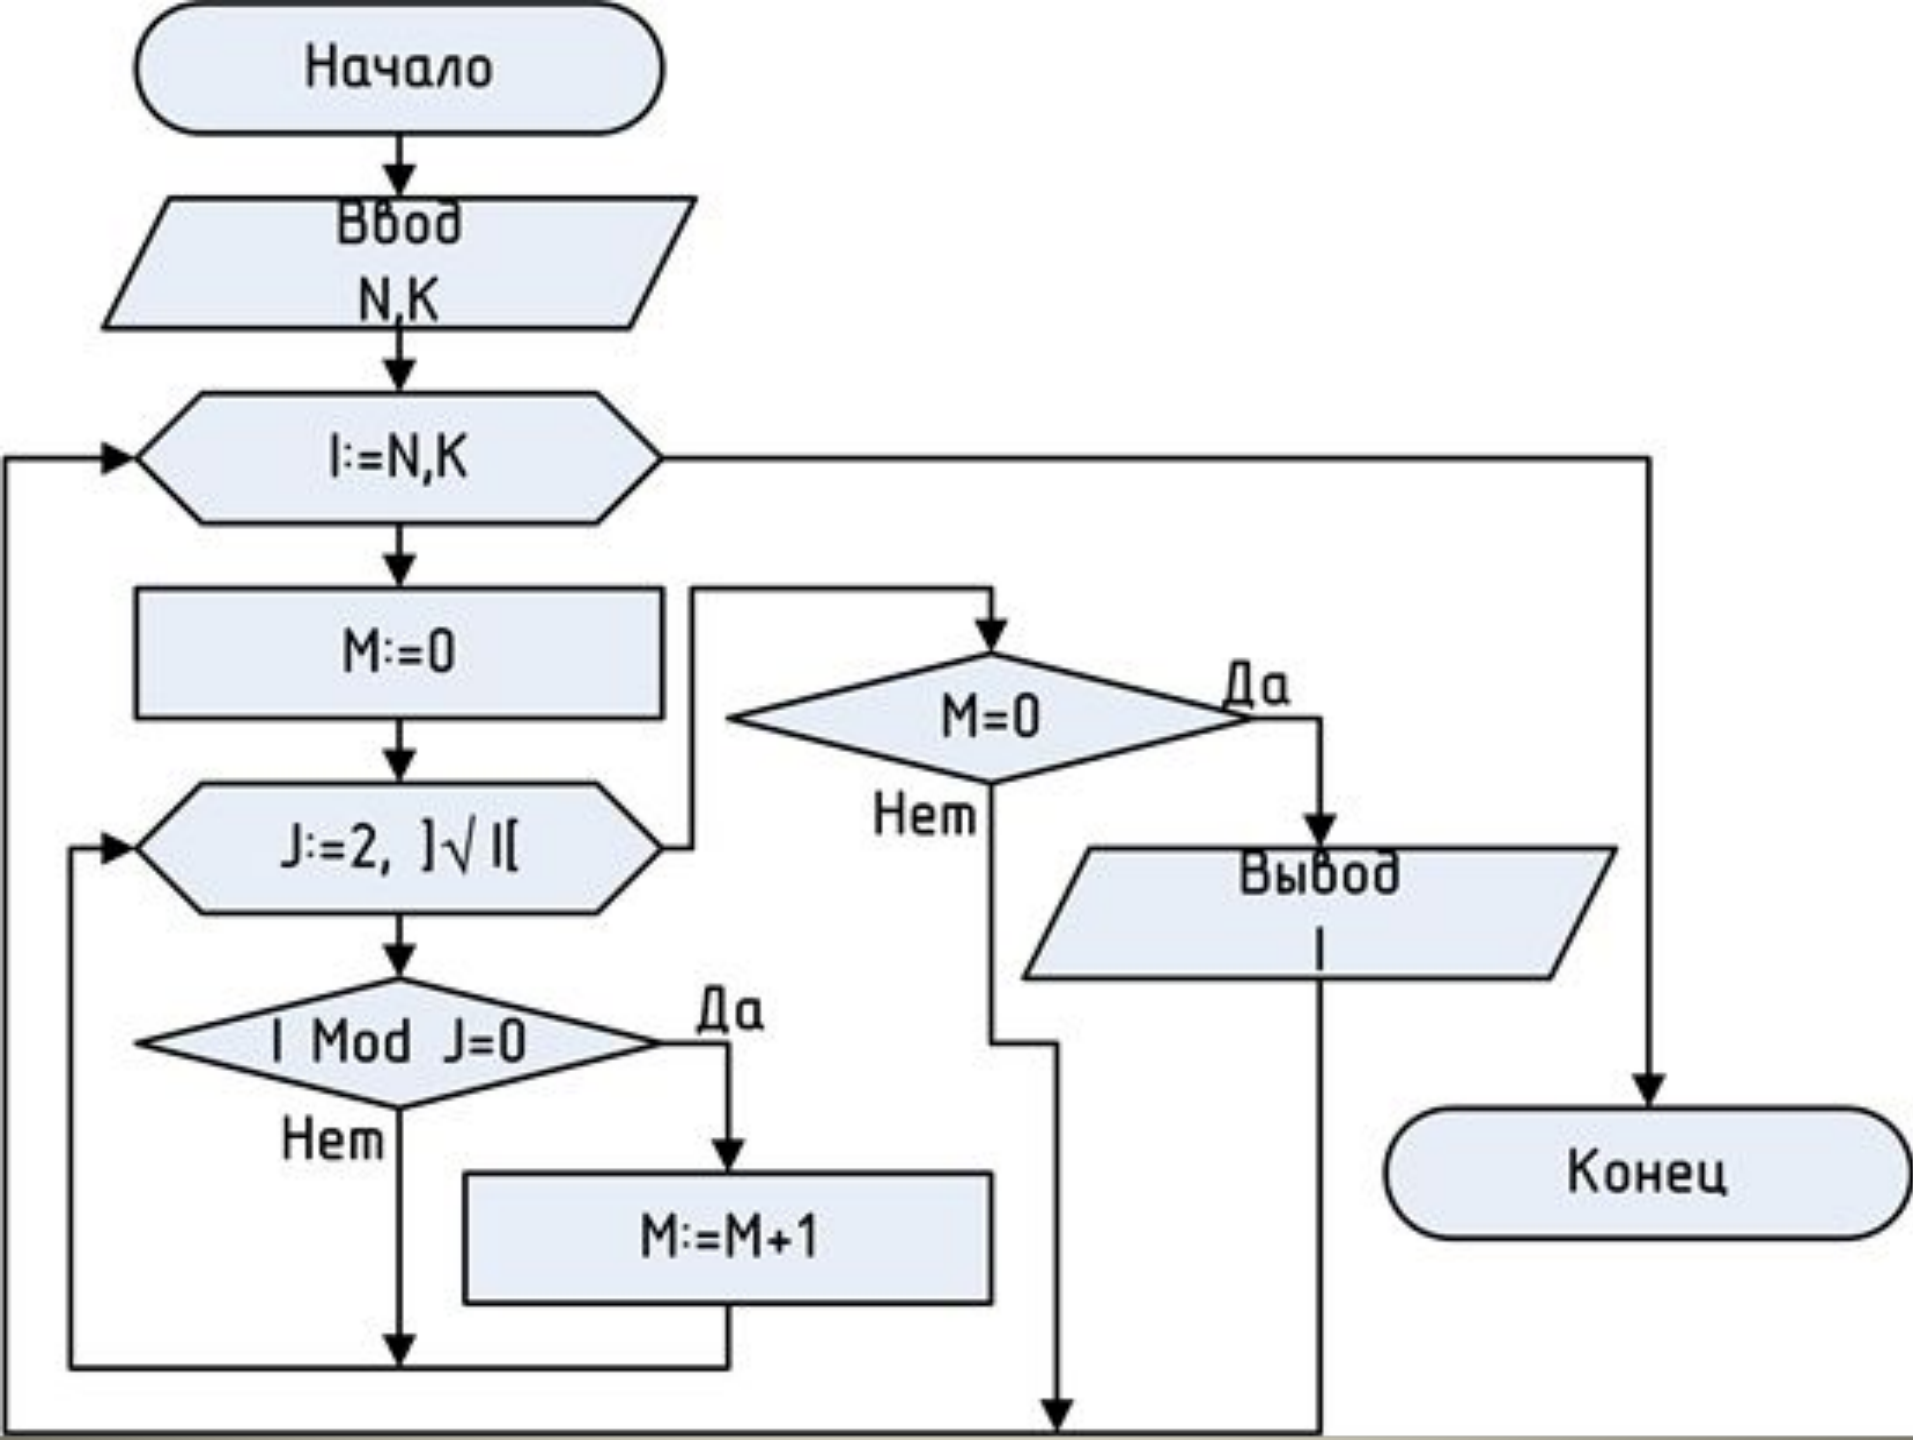 Начало
Ввод
N,K
I:=N,K
M:=0
J:=2, ]√ I[
I Mod J=0
Да
Нет
M:=M+1
M=0
Да
Нет
Вывод
I
Конец